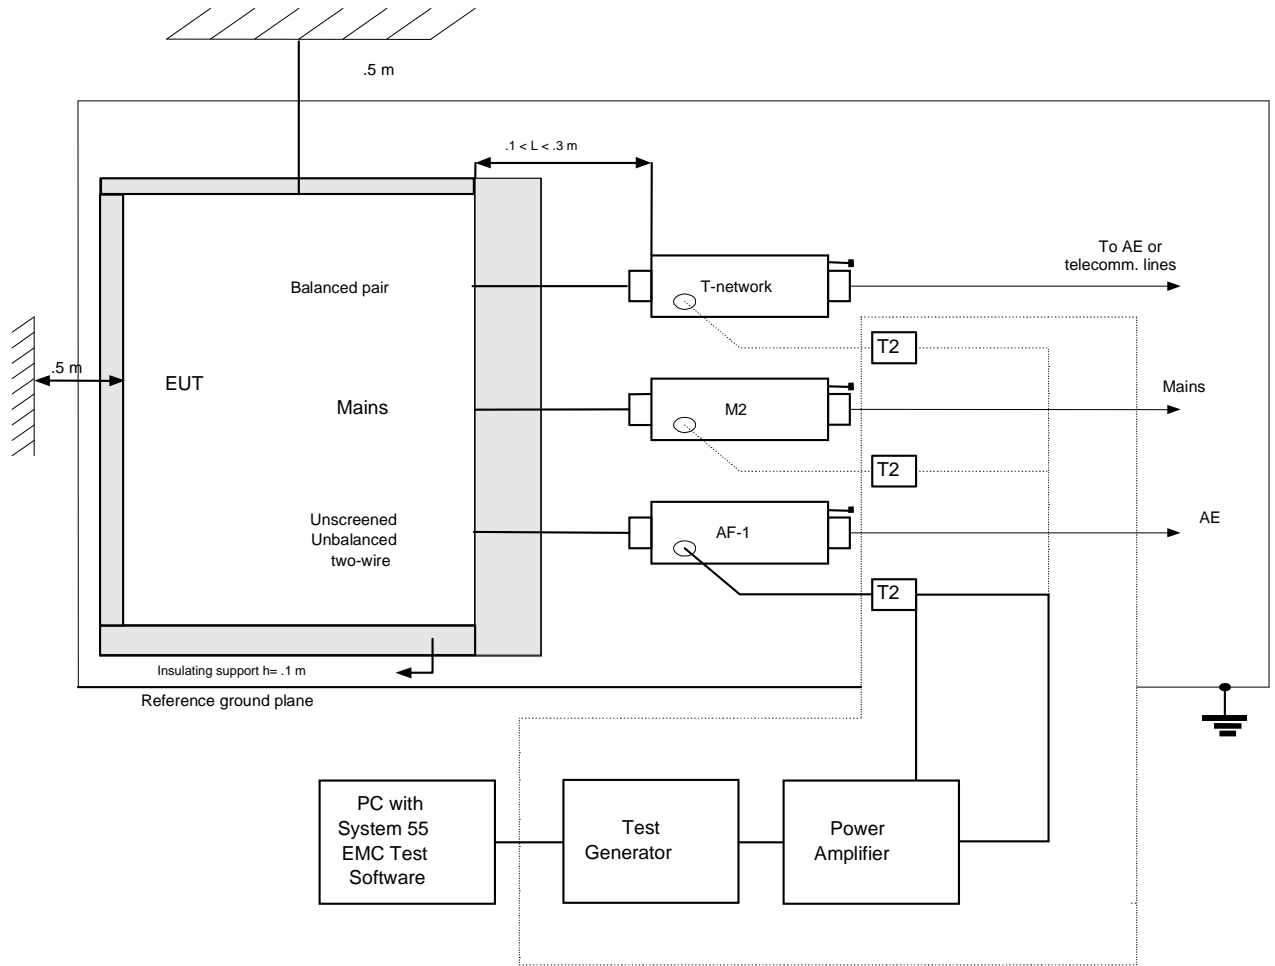 .5 m
.1 < L < .3 m
To AE or
telecomm. lines
Balanced pair
T-network
T2
.5 m
EUT
Mains
M2
Mains
T2
Unscreened
Unbalanced
two-wire
AF-1
AE
T2
Insulating support h= .1 m
Reference ground plane
PC with
System 55
EMC Test
Software
Test
Generator
Power
Amplifier